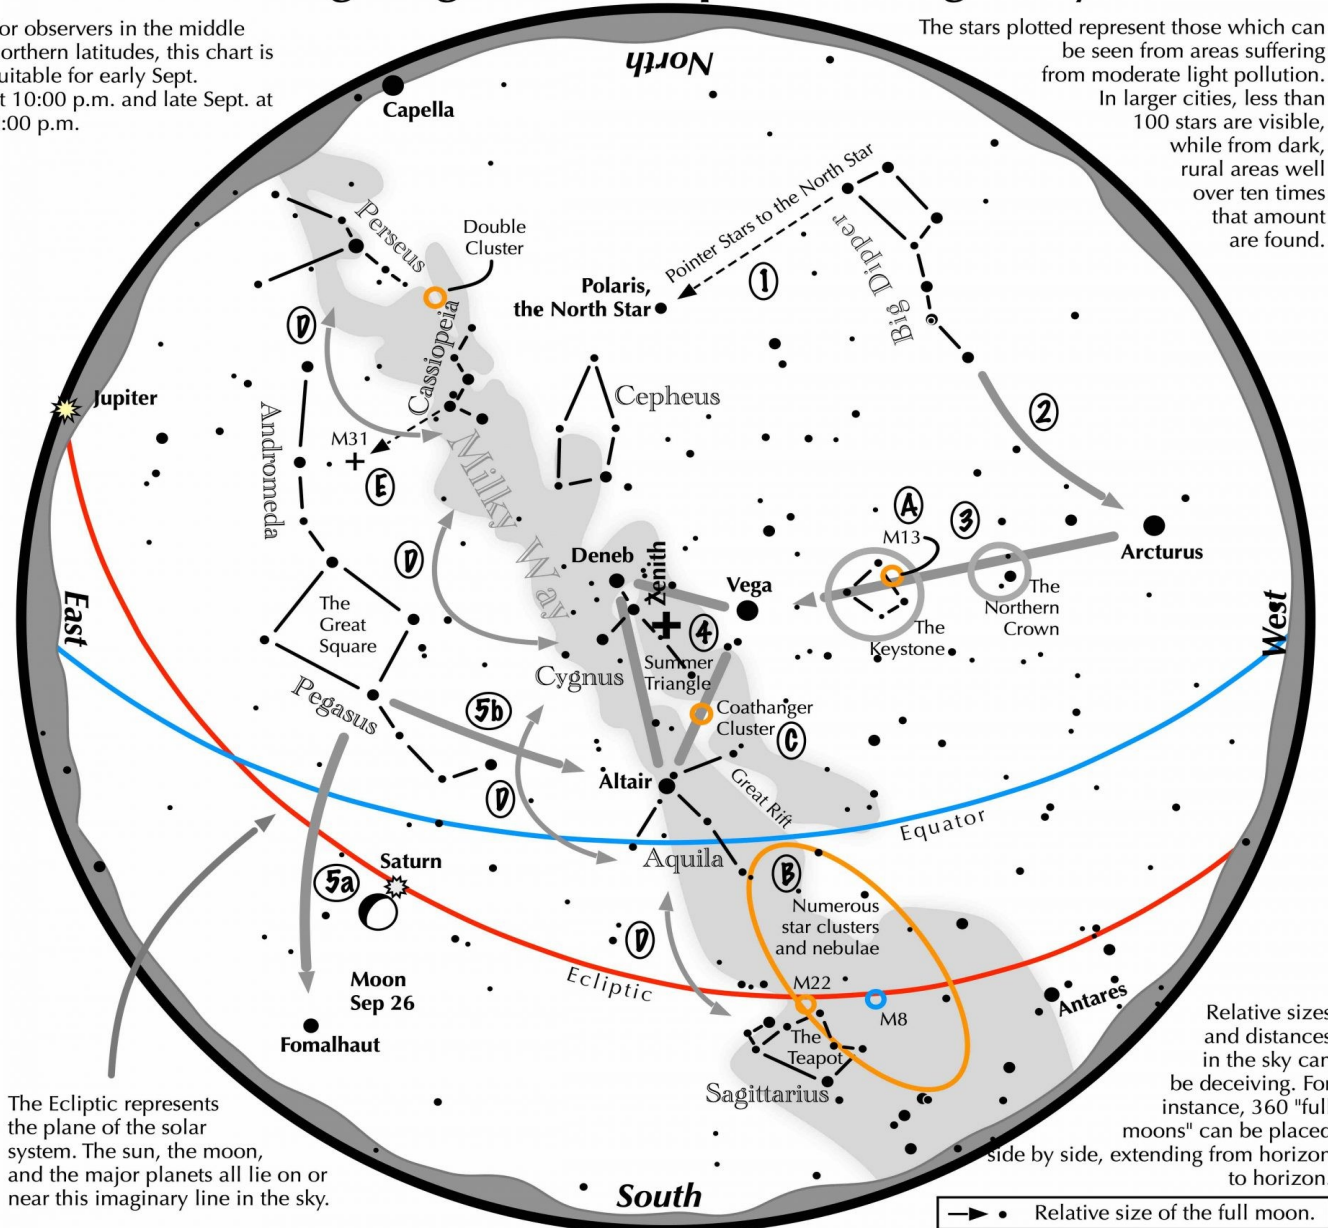 or observers in the middle
orthern latitudes, this chart is
uitable for early Sept.
t 10:00 p.m. and late Sept. at
:00 p.m.
The stars plotted represent those which can
be seen from areas suffering
from moderate light pollution.
In larger cities, less than
100 stars are visible,
while from dark,
rural areas well
over ten times
that amount
are found.
North
Capella
Perseus
Double
Cluster
Pointer Stars to the North Star
1
Polaris,
the North Star
Big Dipper
D
Cassiopeia
Jupiter
Cepheus
2
Andromeda
M31
E
Milky Way
A
3
M13
Arcturus
D
Deneb
Zenith
Vega
The
Northern
Crown
East
The
Great
Square
4
The
Keystone
West
Cygnus
Summer
Triangle
Pegasus
5b
Coathanger
Cluster
C
Altair
D
Great Rift
Equator
Aquila
Saturn
5a
B
Numerous
star clusters
and nebulae
D
Moon
Sep 26
Ecliptic
M22
M8
Antares
Fomalhaut
The
Teapot
Sagittarius
The Ecliptic represents
the plane of the solar
system. The sun, the moon,
and the major planets all lie on or
near this imaginary line in the sky.
Relative sizes
and distances
in the sky can
be deceiving. For
instance, 360 "full
moons" can be placed
side by side, extending from horizon
to horizon.
South
Relative size of the full moon.